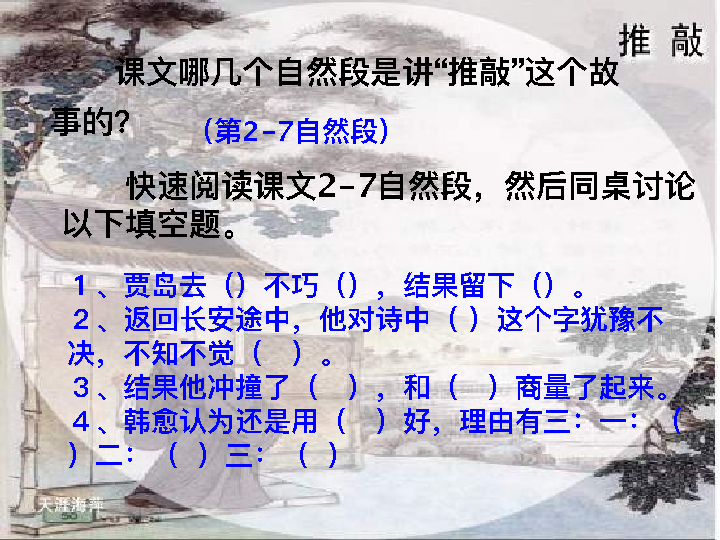 推 敲
课文哪几个自然段是讲“推敲”这个故
事的？
（第2-7自然段）
快速阅读课文2-7自然段，然后同桌讨论
以下填空题。
１、贾岛去（）不巧（），结果留下（）。
２、返回长安途中，他对诗中（ ）这个字犹豫不
决，不知不觉（　）。
３、结果他冲撞了（　），和（　）商量了起来。
４、韩愈认为还是用（　）好，理由有三：一：（
）二：（ ）三：（ ）
天涯海萍